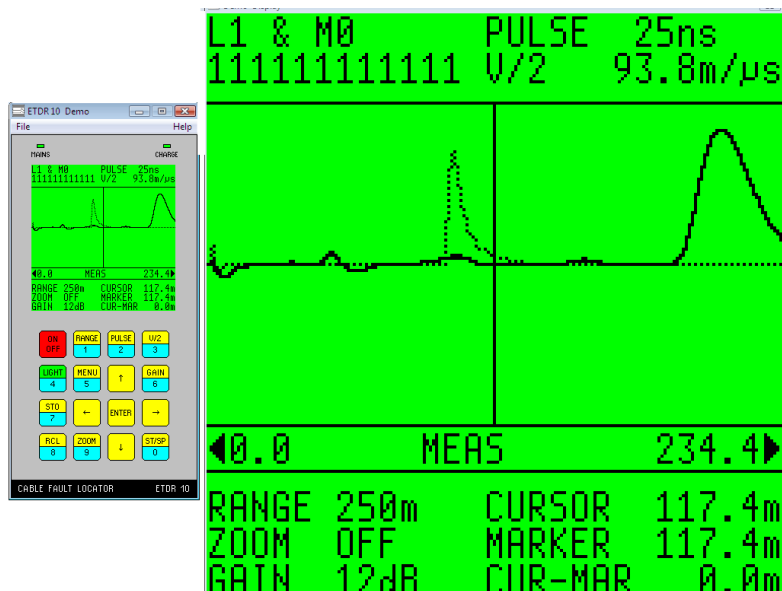 ETDR 10 Demo
File Help
MAINS CHARGE
L1 & M0 PULSE 25ns
111111111111 V/2 93.8m/µs
◀0.0 MEAS 234.4▶
RANGE 250m CURSOR 117.4m
ZOOM OFF MARKER 117.4m
GAIN 12dB CUR-MAR 0.0m
ON OFF
RANGE 1
PULSE 2
V/2 3
LIGHT 4
MENU 5
↑
GAIN 6
STO 7
←
ENTER
→
RCL 8
ZOOM 9
↓
ST/SP 0
CABLE FAULT LOCATOR ETDR 10
L1 & M0 PULSE 25ns
111111111111 V/2 93.8m/µs
◀0.0 MEAS 234.4▶
RANGE 250m CURSOR 117.4m
ZOOM OFF MARKER 117.4m
GAIN 12dB CUR-MAR 0.0m